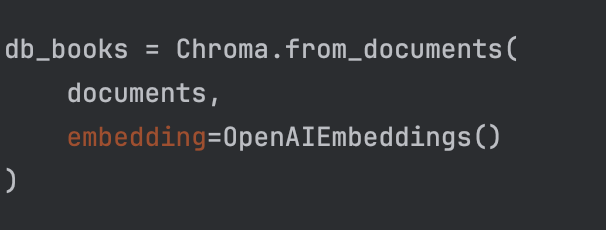 db_books = Chroma.from_documents(
    documents,
    embedding=OpenAIEmbeddings()
)